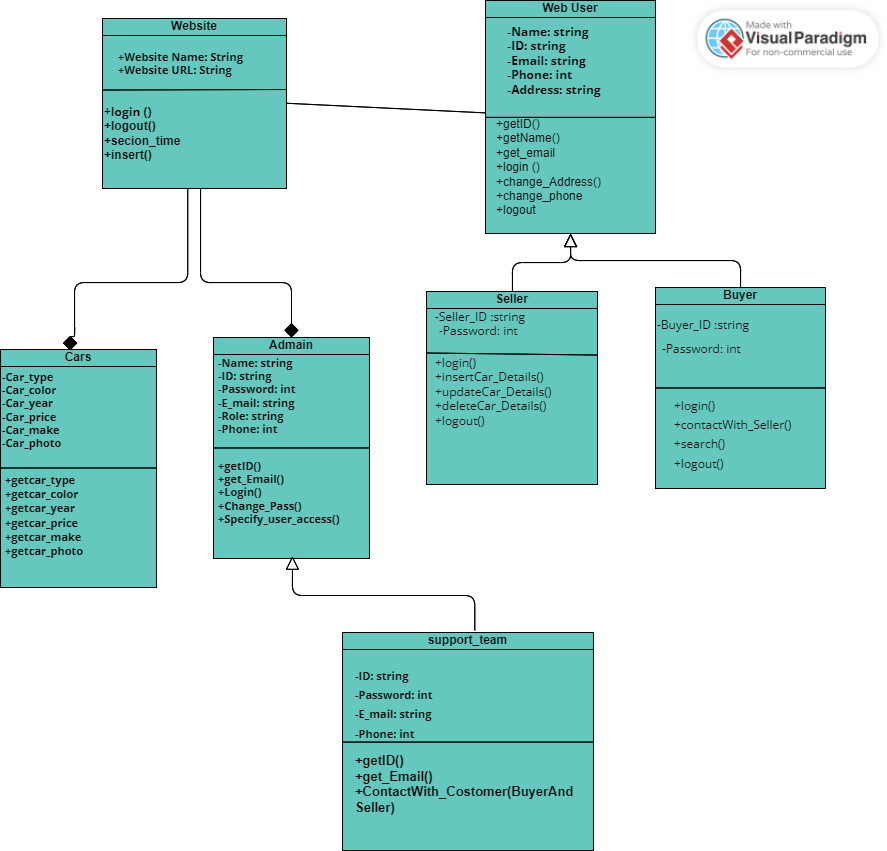 Website
+Website Name: String
+Website URL: String
+login ()
+logout()
+secion_time
+insert()
Web User
-Name: string
-ID: string
-Email: string
-Phone: int
-Address: string
+getID()
+getName()
+get_email
+login ()
+change_Address()
+change_phone
+logout
Made with
VisualParadigm
For non-commercial use
Seller
-Seller_ID :string
-Password: int
+login()
+insertCar_Details()
+updateCar_Details()
+deleteCar_Details()
+logout()
Buyer
-Buyer_ID :string
-Password: int
+login()
+contactWith_Seller()
+search()
+logout()
Cars
-Car_type
-Car_color
-Car_year
-Car_price
-Car_make
-Car_photo
+getcar_type
+getcar_color
+getcar_year
+getcar_price
+getcar_make
+getcar_photo
Admain
-Name: string
-ID: string
-Password: int
-E_mail: string
-Role: string
-Phone: int
+getID()
+get_Email()
+Login()
+Change_Pass()
+Specify_user_access()
support_team
-ID: string
-Password: int
-E_mail: string
-Phone: int
+getID()
+get_Email()
+ContactWith_Costomer(BuyerAnd
Seller)